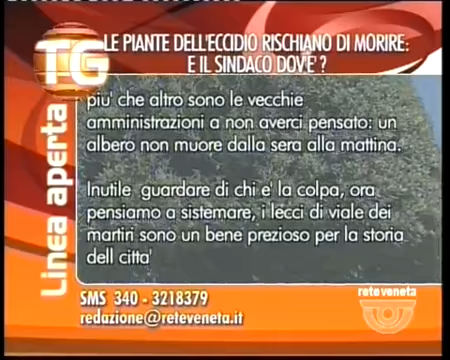 TG
LE PIANTE DELL'ECCIDIO RISCHIANO DI MORIRE:
E IL SINDACO DOV'E'?
Linea aperta
piu' che altro sono le vecchie
amministrazioni a non averci pensato: un
albero non muore dalla sera alla mattina.
Inutile guardare di chi e' la colpa, ora
pensiamo a sistemare, i lecci di viale dei
martiri sono un bene prezioso per la storia
dell citta'
SMS 340 - 3218379
redazione@reteveneta.it
reteveneta